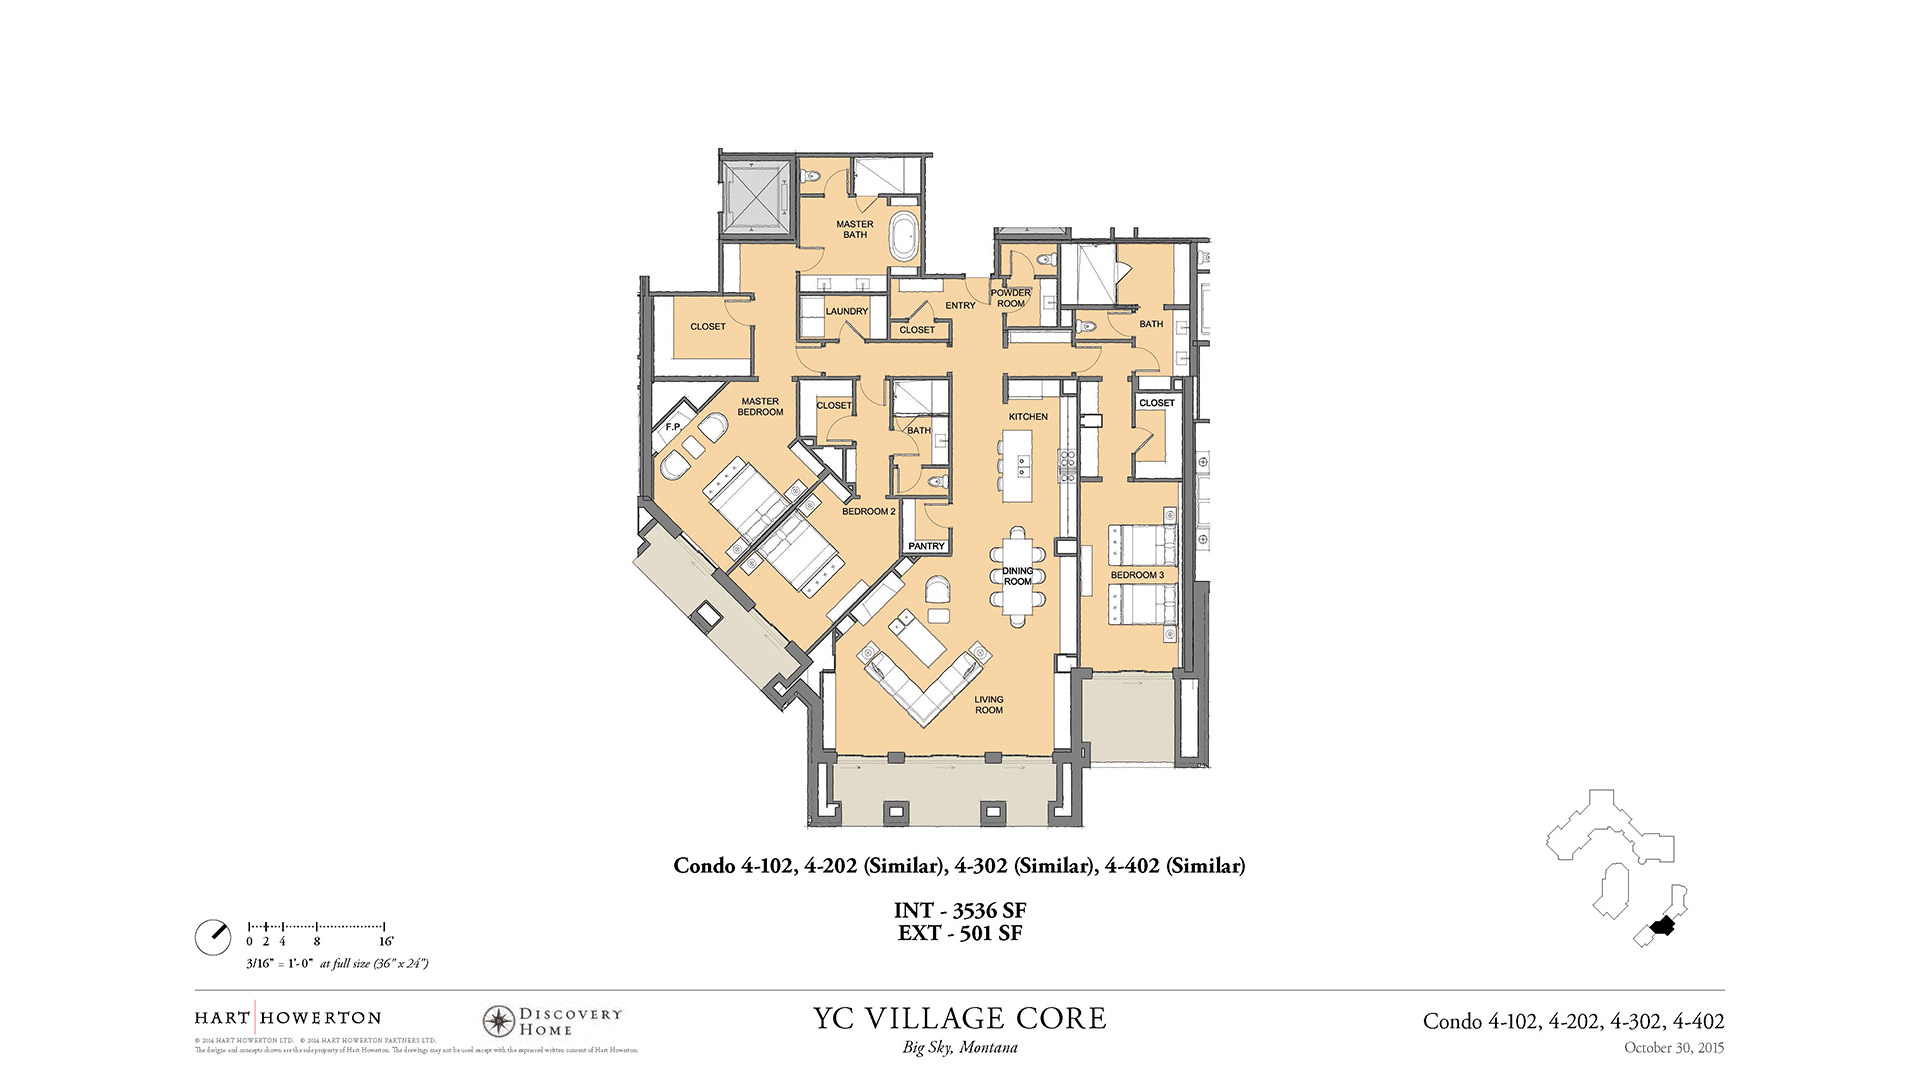 MASTER
BATH
POWDER
ROOM
ENTRY
LAUNDRY
CLOSET
CLOSET
BATH
MASTER
BEDROOM
CLOSET
CLOSET
KITCHEN
F.P.
BATH
BEDROOM 2
PANTRY
DINING
ROOM
BEDROOM 3
LIVING
ROOM
Condo 4-102, 4-202 (Similar), 4-302 (Similar), 4-402 (Similar)
INT - 3536 SF
EXT - 501 SF
0 2 4 8 16'
3/16" = 1'-0" at full size (36" x 24")
HART HOWERTON
DISCOVERY
HOME
© 2014 HART HOWERTON LTD. © 2014 HART HOWERTON PARTNERS LTD.
The designs and concepts shown are the sole property of Hart Howerton. The drawings may not be used except with the expressed written consent of Hart Howerton.
YC VILLAGE CORE
Big Sky, Montana
Condo 4-102, 4-202, 4-302, 4-402
October 30, 2015